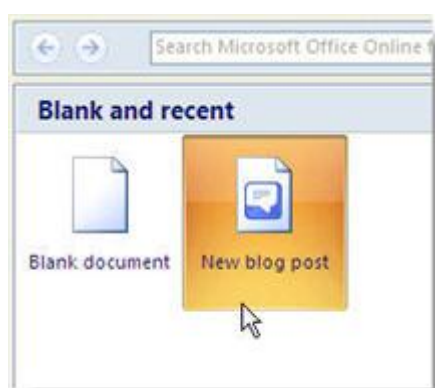 Search Microsoft Office Online f
Blank and recent
Blank document
New blog post